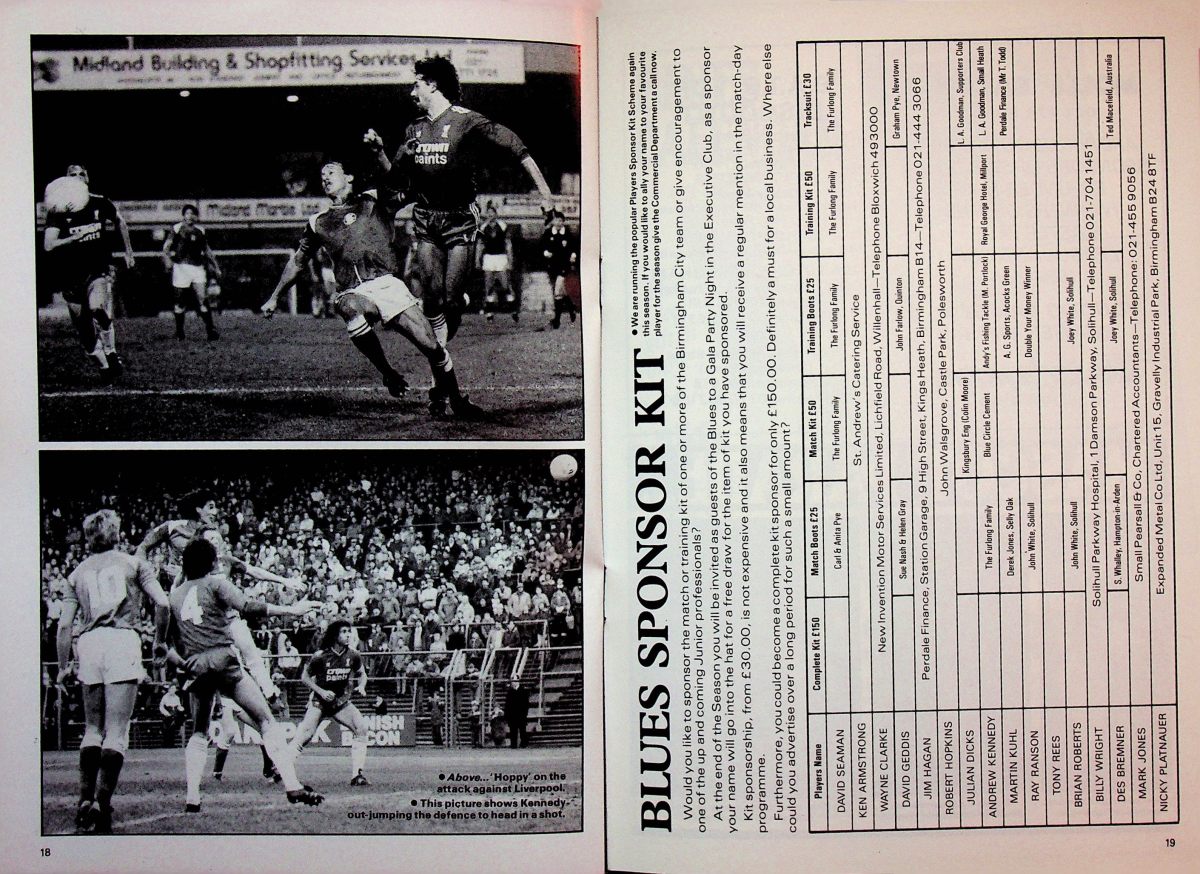 Midland Building & Shopfitting Services Ltd
crown
paints
4
crown
paints
DANISH
BACON
● Above...'Hoppy' on the
attack against Liverpool.
● This picture shows Kennedy
out-jumping the defence to head in a shot.
18
BLUES SPONSOR KIT
● We are running the popular Players Sponsor Kit Scheme again
this season. If you would like to ally your name to your favourite
player for the season give the Commercial Department a call now.
Would you like to sponsor the match or training kit of one or more of the Birmingham City team or give encouragement to
one of the up and coming Junior professionals?
At the end of the Season you will be invited as guests of the Blues to a Gala Party Night in the Executive Club, as a sponsor
your name will go into the hat for a free draw for the item of kit you have sponsored.
Kit sponsorship, from £30.00, is not expensive and it also means that you will receive a regular mention in the match-day
programme.
Furthermore, you could become a complete kit sponsor for only £150.00. Definitely a must for a local business. Where else
could you advertise over a long period for such a small amount?
Players Name Complete Kit £150 Match Boots £25 Match Kit £50 Training Boots £25 Training Kit £50 Tracksuit £30
DAVID SEAMAN Carl & Anita Pye The Furlong Family The Furlong Family The Furlong Family The Furlong Family
KEN ARMSTRONG St. Andrew's Catering Service
WAYNE CLARKE New Invention Motor Services Limited, Lichfield Road, Willenhall—Telephone Bloxwich 493000
DAVID GEDDIS Sue Nash & Helen Gray John Farlow, Quinton Graham Pye, Newtown
JIM HAGAN Perdale Finance, Station Garage, 9 High Street, Kings Heath, Birmingham B14—Telephone 021-444 3066
ROBERT HOPKINS John Walsgrove, Castle Park, Polesworth
JULIAN DICKS Kingsbury Eng (Colin Moore) L. A. Goodman, Supporters Club
ANDREW KENNEDY The Furlong Family Blue Circle Cement Andy's Fishing Tackle (M. Portlock) Royal George Hotel, Millport L. A. Goodman, Small Heath
MARTIN KUHL Derek Jones, Selly Oak A. G. Sports, Acocks Green Perdale Finance (Mr T. Todd)
RAY RANSON John White, Solihull Double Your Money Winner
TONY REES
BRIAN ROBERTS John White, Solihull Joey White, Solihull
BILLY WRIGHT Solihull Parkway Hospital, 1 Damson Parkway, Solihull—Telephone 021-704 1451
DES BREMNER S. Whalley, Hampton-in-Arden Joey White, Solihull Ted Macefield, Australia
MARK JONES Small Pearsall & Co, Chartered Accountants—Telephone: 021-455 9056
NICKY PLATNAUER Expanded Metal Co Ltd, Unit 15, Gravelly Industrial Park, Birmingham B24 8TF
19